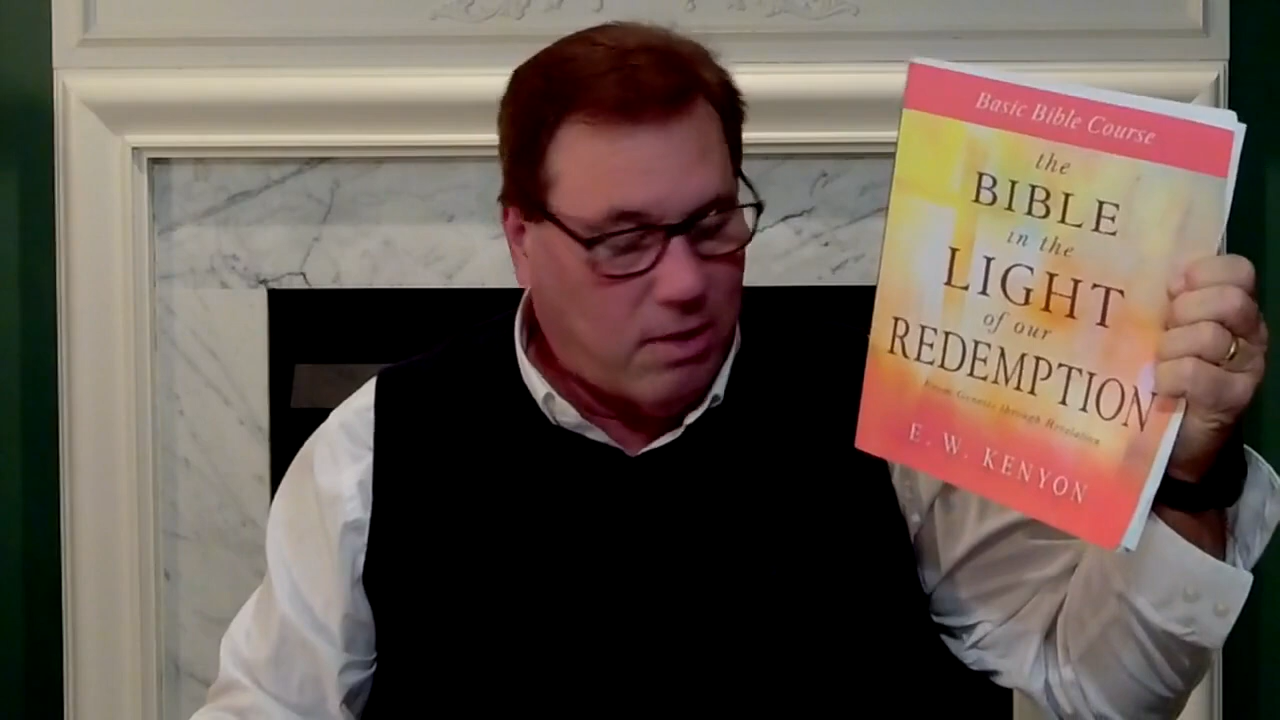 Basic Bible Course
the
BIBLE
in the
LIGHT
of our
REDEMPTION
From Genesis through Revelation
E. W. KENYON